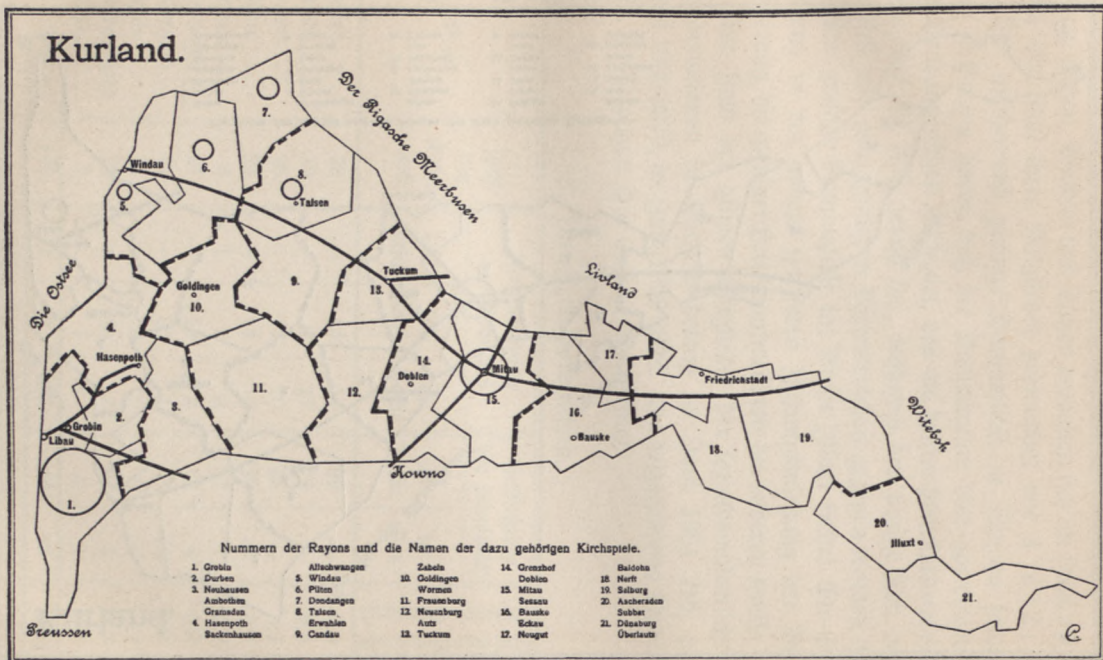 Kurland.
Der Rigasche Meerbusen
7.
6.
Windau
8.
Talsen
5.
Die Ostsee
Tuckum
Livland
Goldingen
10.
9.
13.
4.
Hasenpoth
14.
Doblen
Mitau
17.
Friedrichstadt
11.
12.
15.
3.
2.
Grobin
Libau
16.
Bauske
18.
19.
Witebsk
Kowno
1.
20.
Illuxt
21.
Preussen
C
Nummern der Rayons und die Namen der dazu gehörigen Kirchspiele.
1. Grobin
2. Durben
3. Neuhausen
Ambothen
Gramsden
4. Hasenpoth
Sackenhausen
Allschwangen
5. Windau
6. Pilten
7. Dondangen
8. Talsen
Erwahlen
9. Candau
Zabeln
10. Goldingen
Wormen
11. Frauenburg
12. Neuenburg
Autz
13. Tuckum
14. Grenzhof
Doblen
15. Mitau
Sessau
16. Bauske
Eckau
17. Neugut
Baldohn
18. Nerft
19. Selburg
20. Ascheraden
Subbat
21. Dünaburg
Überlautz